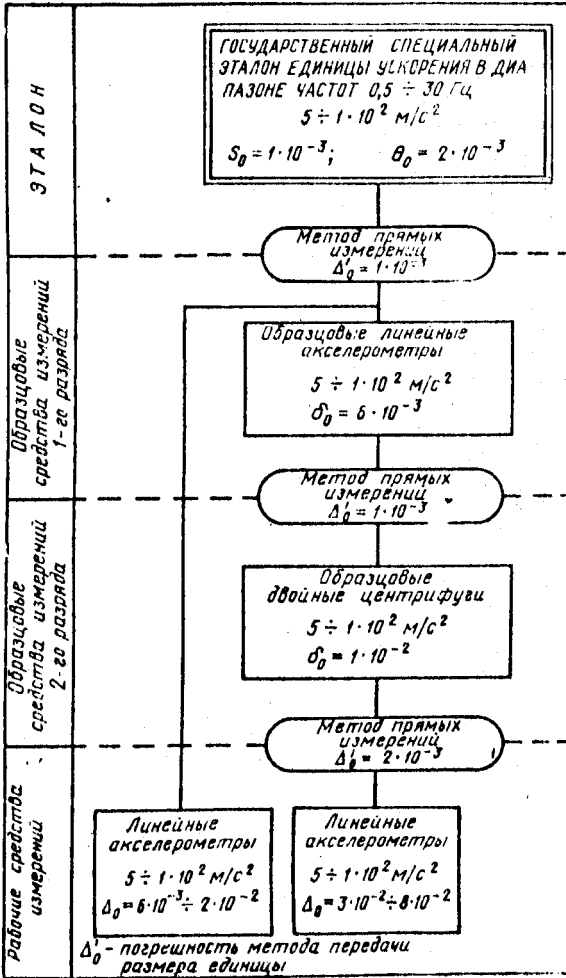 ЭТАЛОН
ГОСУДАРСТВЕННЫЙ СПЕЦИАЛЬНЫЙ
ЭТАЛОН ЕДИНИЦЫ УСКОРЕНИЯ В ДИА
ПАЗОНЕ ЧАСТОТ 0,5 ÷ 30 Гц
5 ÷ 1·10² м/с²
S₀ = 1·10⁻³; θ₀ = 2·10⁻³
Метод прямых
измерений
Δ'₀ = 1·10⁻³
Образцовые
средства измерений
1-го разряда
Образцовые линейные
акселерометры
5 ÷ 1·10² м/с²
δ₀ = 6·10⁻³
Метод прямых
измерений
Δ'₀ = 1·10⁻³
Образцовые
средства измерений
2-го разряда
Образцовые
двойные центрифуги
5 ÷ 1·10² м/с²
δ₀ = 1·10⁻²
Метод прямых
измерений
Δ'₀ = 2·10⁻³
Рабочие средства
измерений
Линейные
акселерометры
5 ÷ 1·10² м/с²
Δ₀ = 6·10⁻³ ÷ 2·10⁻²
Линейные
акселерометры
5 ÷ 1·10² м/с²
Δ₀ = 3·10⁻² ÷ 8·10⁻²
Δ'₀ - погрешность метода передачи
размера единицы